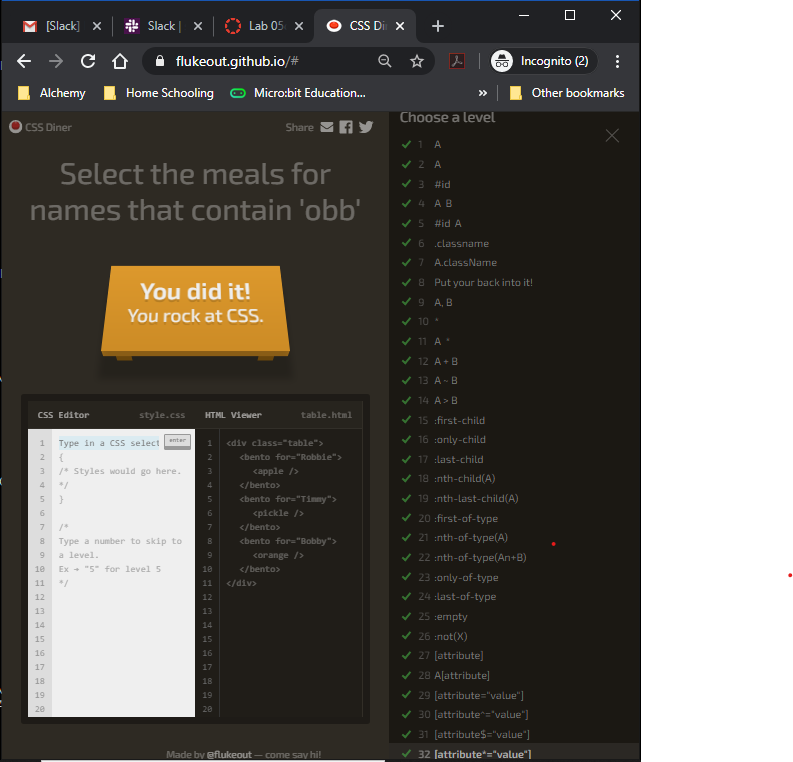 [Slack]
Slack |
Lab 05
CSS Di
flukeout.github.io/#
Incognito (2)
Alchemy
Home Schooling
Micro:bit Education...
»
Other bookmarks
CSS Diner
Share
Select the meals for
names that contain 'obb'
You did it!
You rock at CSS.
CSS Editor
style.css
HTML Viewer
table.html
1 Type in a CSS select
enter
2 {
3 /* Styles would go here.
4 */
5 }
6
7 /*
8 Type a number to skip to
9 a level.
10 Ex → "5" for level 5
11 */
12
13
14
15
16
17
18
19
20
1 <div class="table">
2 <bento for="Robbie">
3 <apple />
4 </bento>
5 <bento for="Timmy">
6 <pickle />
7 </bento>
8 <bento for="Bobby">
9 <orange />
10 </bento>
11 </div>
12
13
14
15
16
17
18
19
20
Made by @flukeout — come say hi!
Choose a level
1 A
2 A
3 #id
4 A B
5 #id A
6 .classname
7 A.className
8 Put your back into it!
9 A, B
10 *
11 A *
12 A + B
13 A ~ B
14 A > B
15 :first-child
16 :only-child
17 :last-child
18 :nth-child(A)
19 :nth-last-child(A)
20 :first-of-type
21 :nth-of-type(A)
22 :nth-of-type(An+B)
23 :only-of-type
24 :last-of-type
25 :empty
26 :not(X)
27 [attribute]
28 A[attribute]
29 [attribute="value"]
30 [attribute^="value"]
31 [attribute$="value"]
32 [attribute*="value"]